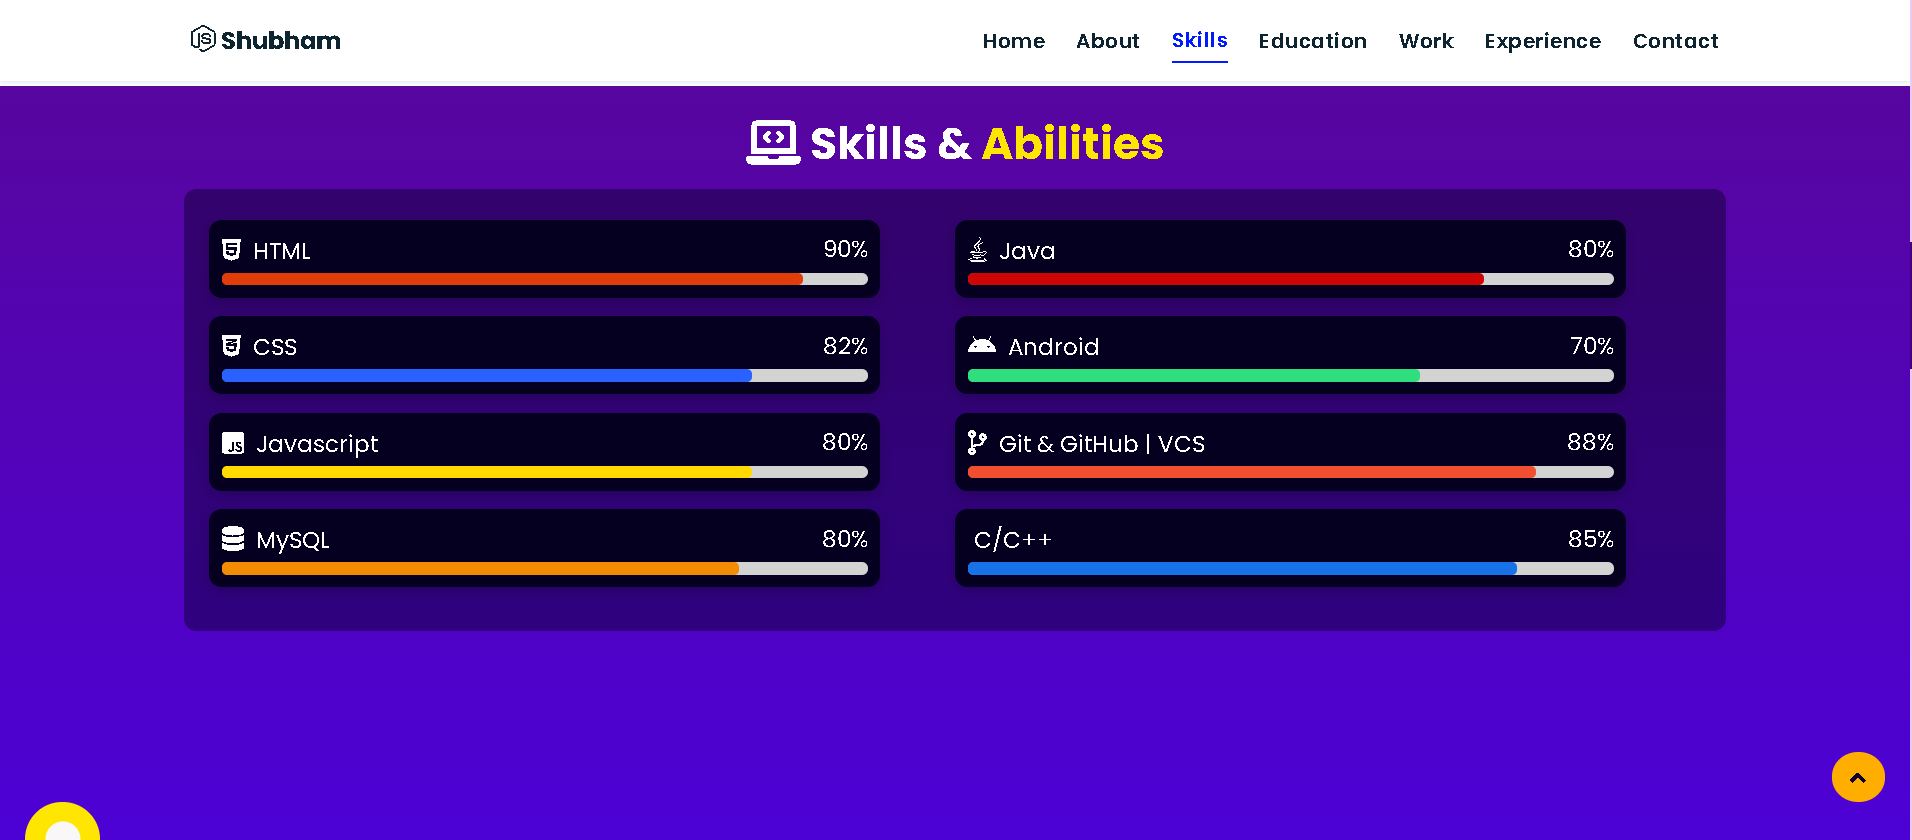 Shubham
Home About Skills Education Work Experience Contact
Skills & Abilities
HTML 90%
Java 80%
CSS 82%
Android 70%
Javascript 80%
Git & GitHub | VCS 88%
MySQL 80%
C/C++ 85%